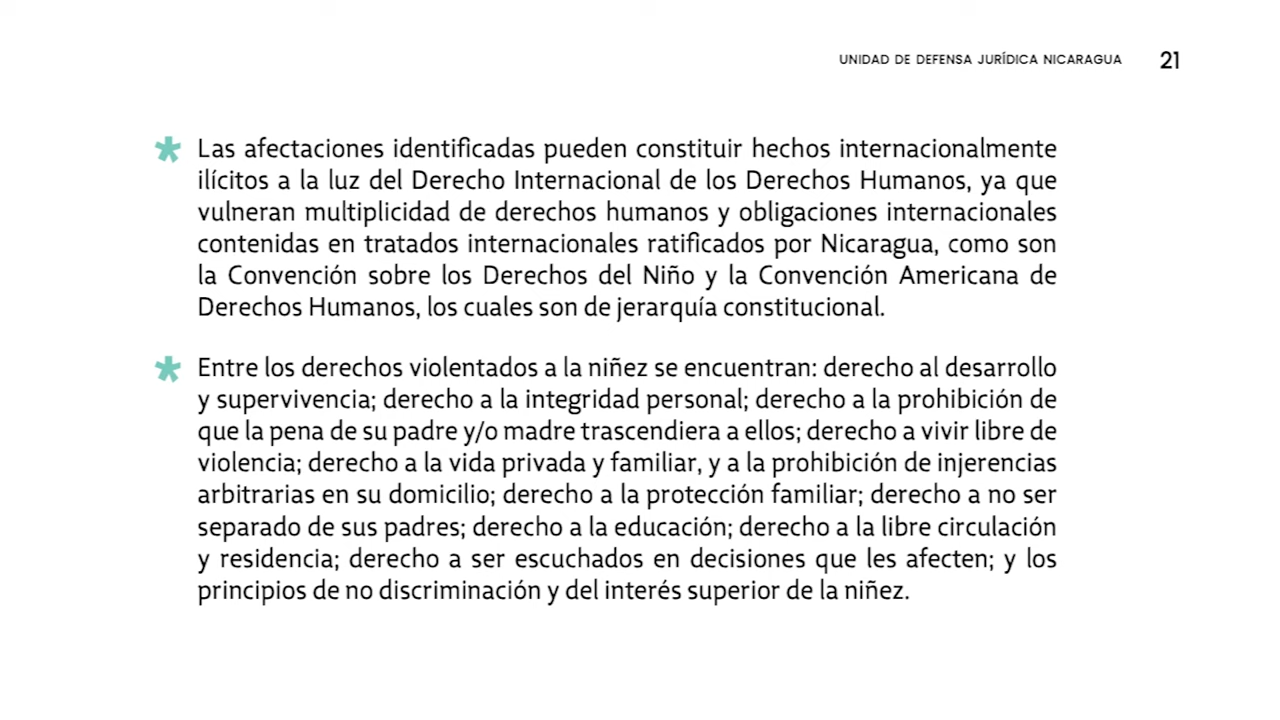 UNIDAD DE DEFENSA JURÍDICA NICARAGUA 21
* Las afectaciones identificadas pueden constituir hechos internacionalmente
ilícitos a la luz del Derecho Internacional de los Derechos Humanos, ya que
vulneran multiplicidad de derechos humanos y obligaciones internacionales
contenidas en tratados internacionales ratificados por Nicaragua, como son
la Convención sobre los Derechos del Niño y la Convención Americana de
Derechos Humanos, los cuales son de jerarquía constitucional.
* Entre los derechos violentados a la niñez se encuentran: derecho al desarrollo
y supervivencia; derecho a la integridad personal; derecho a la prohibición de
que la pena de su padre y/o madre trascendiera a ellos; derecho a vivir libre de
violencia; derecho a la vida privada y familiar, y a la prohibición de injerencias
arbitrarias en su domicilio; derecho a la protección familiar; derecho a no ser
separado de sus padres; derecho a la educación; derecho a la libre circulación
y residencia; derecho a ser escuchados en decisiones que les afecten; y los
principios de no discriminación y del interés superior de la niñez.